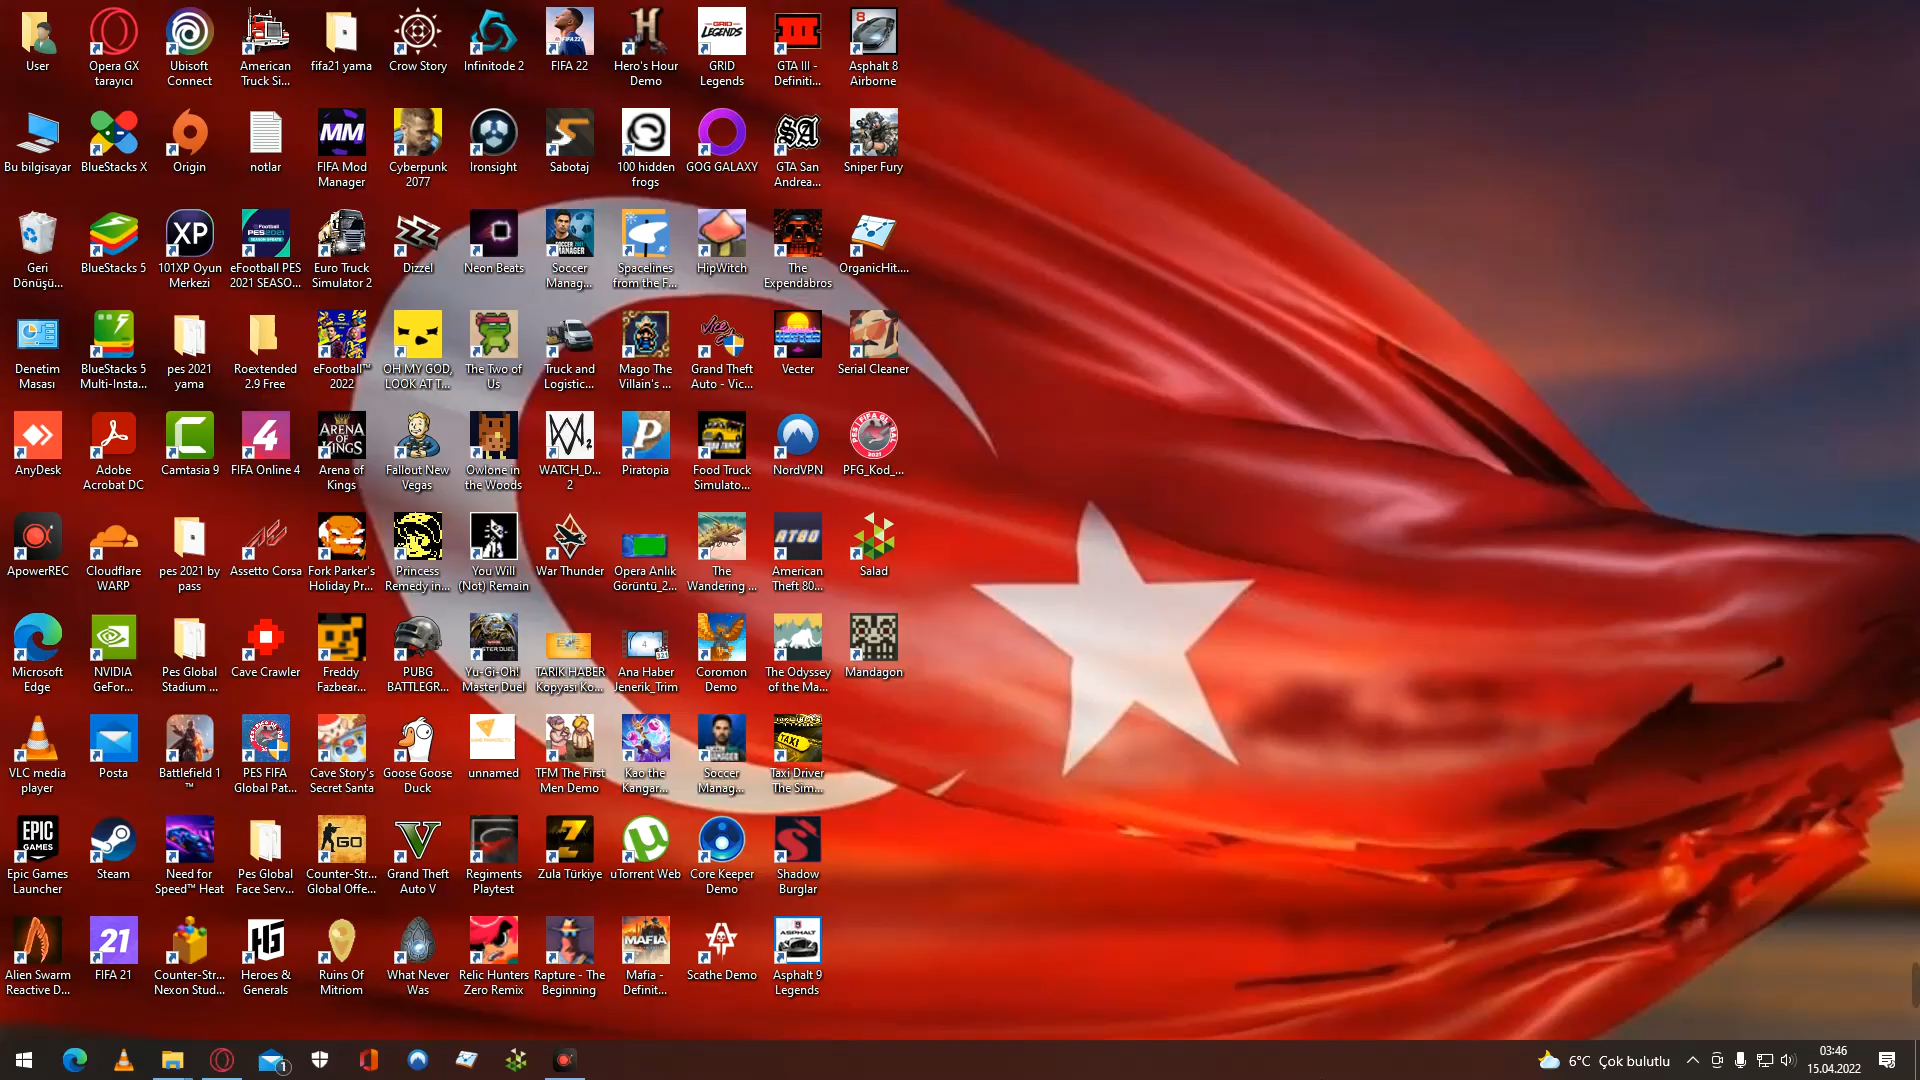 User
Opera GX
tarayıcı
Ubisoft
Connect
American
Truck Si...
fifa21 yama
Crow Story
Infinitode 2
FIFA 22
Hero's Hour
Demo
GRID
Legends
GTA III -
Definiti...
Asphalt 8
Airborne
Bu bilgisayar
BlueStacks X
Origin
notlar
FIFA Mod
Manager
Cyberpunk
2077
Ironsight
Sabotaj
100 hidden
frogs
GOG GALAXY
GTA San
Andrea...
Sniper Fury
Geri
Dönüşü...
BlueStacks 5
101XP Oyun
Merkezi
eFootball PES
2021 SEASO...
Euro Truck
Simulator 2
Dizzel
Neon Beats
Soccer
Manag...
Spacelines
from the F...
HipWitch
The
Expendabros
OrganicHit....
Denetim
Masası
BlueStacks 5
Multi-Insta...
pes 2021
yama
Roextended
2.9 Free
eFootball™
2022
OH MY GOD,
LOOK AT T...
The Two of
Us
Truck and
Logistic...
Mago The
Villain's ...
Grand Theft
Auto - Vic...
Vecter
Serial Cleaner
AnyDesk
Adobe
Acrobat DC
Camtasia 9
FIFA Online 4
Arena of
Kings
Fallout New
Vegas
Owlone in
the Woods
WATCH_D...
2
Piratopia
Food Truck
Simulato...
NordVPN
PFG_Kod_...
ApowerREC
Cloudflare
WARP
pes 2021 by
pass
Assetto Corsa
Fork Parker's
Holiday Pr...
Princess
Remedy in...
You Will
(Not) Remain
War Thunder
Opera Anlık
Görüntü_2...
The
Wandering ...
American
Theft 80...
Salad
Microsoft
Edge
NVIDIA
GeFor...
Pes Global
Stadium ...
Cave Crawler
Freddy
Fazbear...
PUBG
BATTLEGR...
Yu-Gi-Oh!
Master Duel
TARIK HABER
Kopyası Ko...
Ana Haber
Jenerik_Trim
Coromon
Demo
The Odyssey
of the Ma...
Mandagon
VLC media
player
Posta
Battlefield 1
™
PES FIFA
Global Pat...
Cave Story's
Secret Santa
Goose Goose
Duck
unnamed
TFM The First
Men Demo
Kao the
Kangar...
Soccer
Manag...
Taxi Driver
The Sim...
Epic Games
Launcher
Steam
Need for
Speed™ Heat
Pes Global
Face Serv...
Counter-Str...
Global Offe...
Grand Theft
Auto V
Regiments
Playtest
Zula Türkiye
uTorrent Web
Core Keeper
Demo
Shadow
Burglar
Alien Swarm
Reactive D...
FIFA 21
Counter-Str...
Nexon Stud...
Heroes &
Generals
Ruins Of
Mitriom
What Never
Was
Relic Hunters
Zero Remix
Rapture - The
Beginning
Mafia -
Definit...
Scathe Demo
Asphalt 9
Legends
1
6°C Çok bulutlu
03:46
15.04.2022